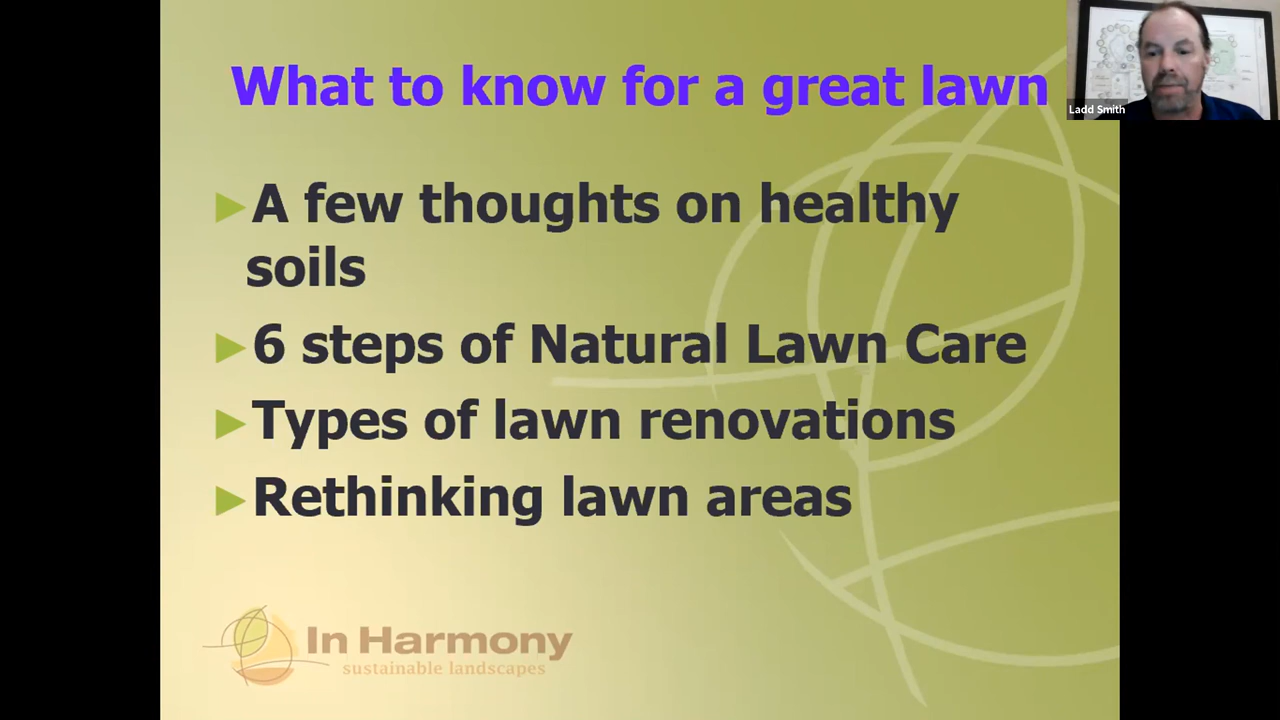 What to know for a great lawn
Ladd Smith
►A few thoughts on healthy
soils
►6 steps of Natural Lawn Care
►Types of lawn renovations
►Rethinking lawn areas
In Harmony
sustainable landscapes